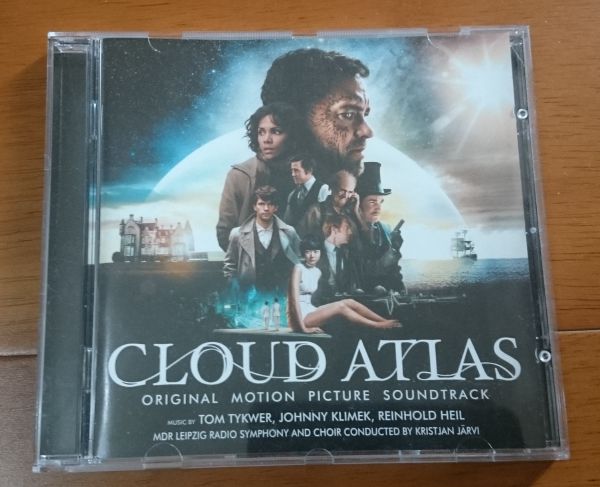 CLOUD ATLAS
ORIGINAL MOTION PICTURE SOUNDTRACK
MUSIC BY TOM TYKWER, JOHNNY KLIMEK, REINHOLD HEIL
MDR LEIPZIG RADIO SYMPHONY AND CHOIR CONDUCTED BY KRISTJAN JÄRVI